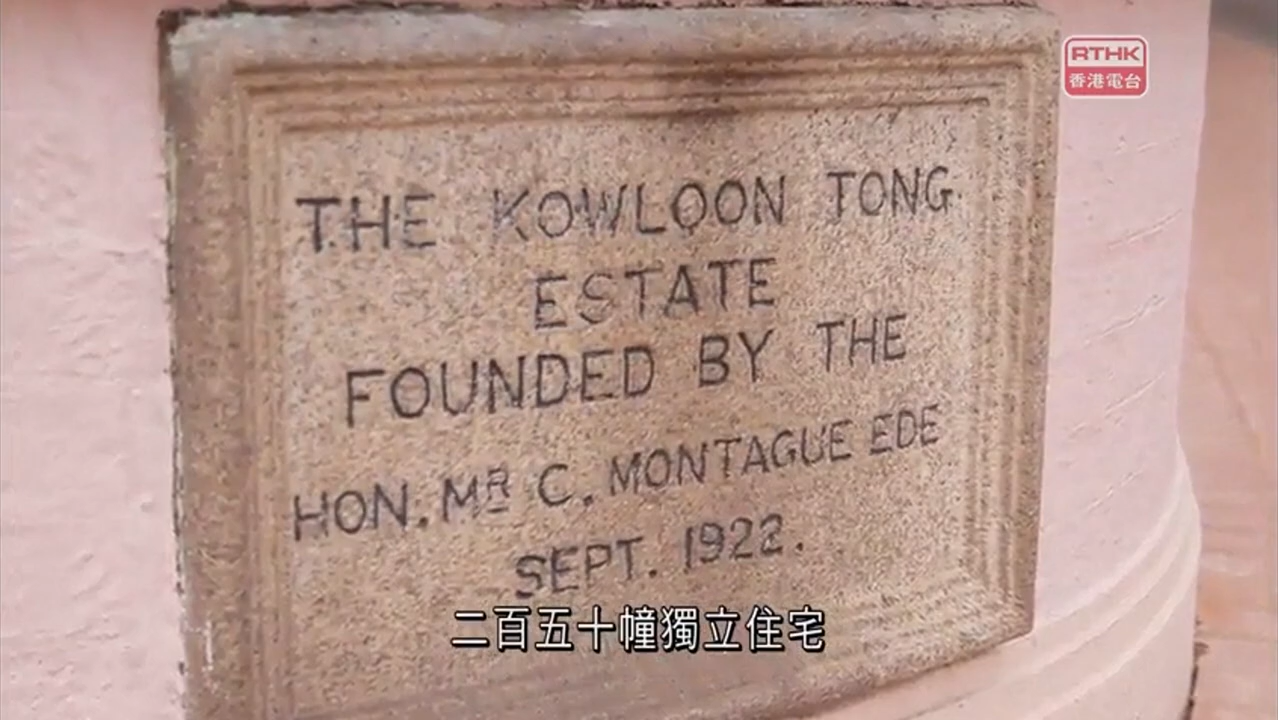 RTHK
香港電台
THE KOWLOON TONG
ESTATE
FOUNDED BY THE
HON. MR C. MONTAGUE EDE
SEPT. 1922.
二百五十幢獨立住宅